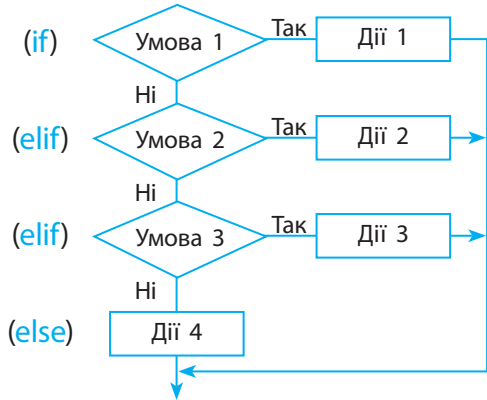 (if) Умова 1 Так Дії 1
Ні
(elif) Умова 2 Так Дії 2
Ні
(elif) Умова 3 Так Дії 3
Ні
(else) Дії 4